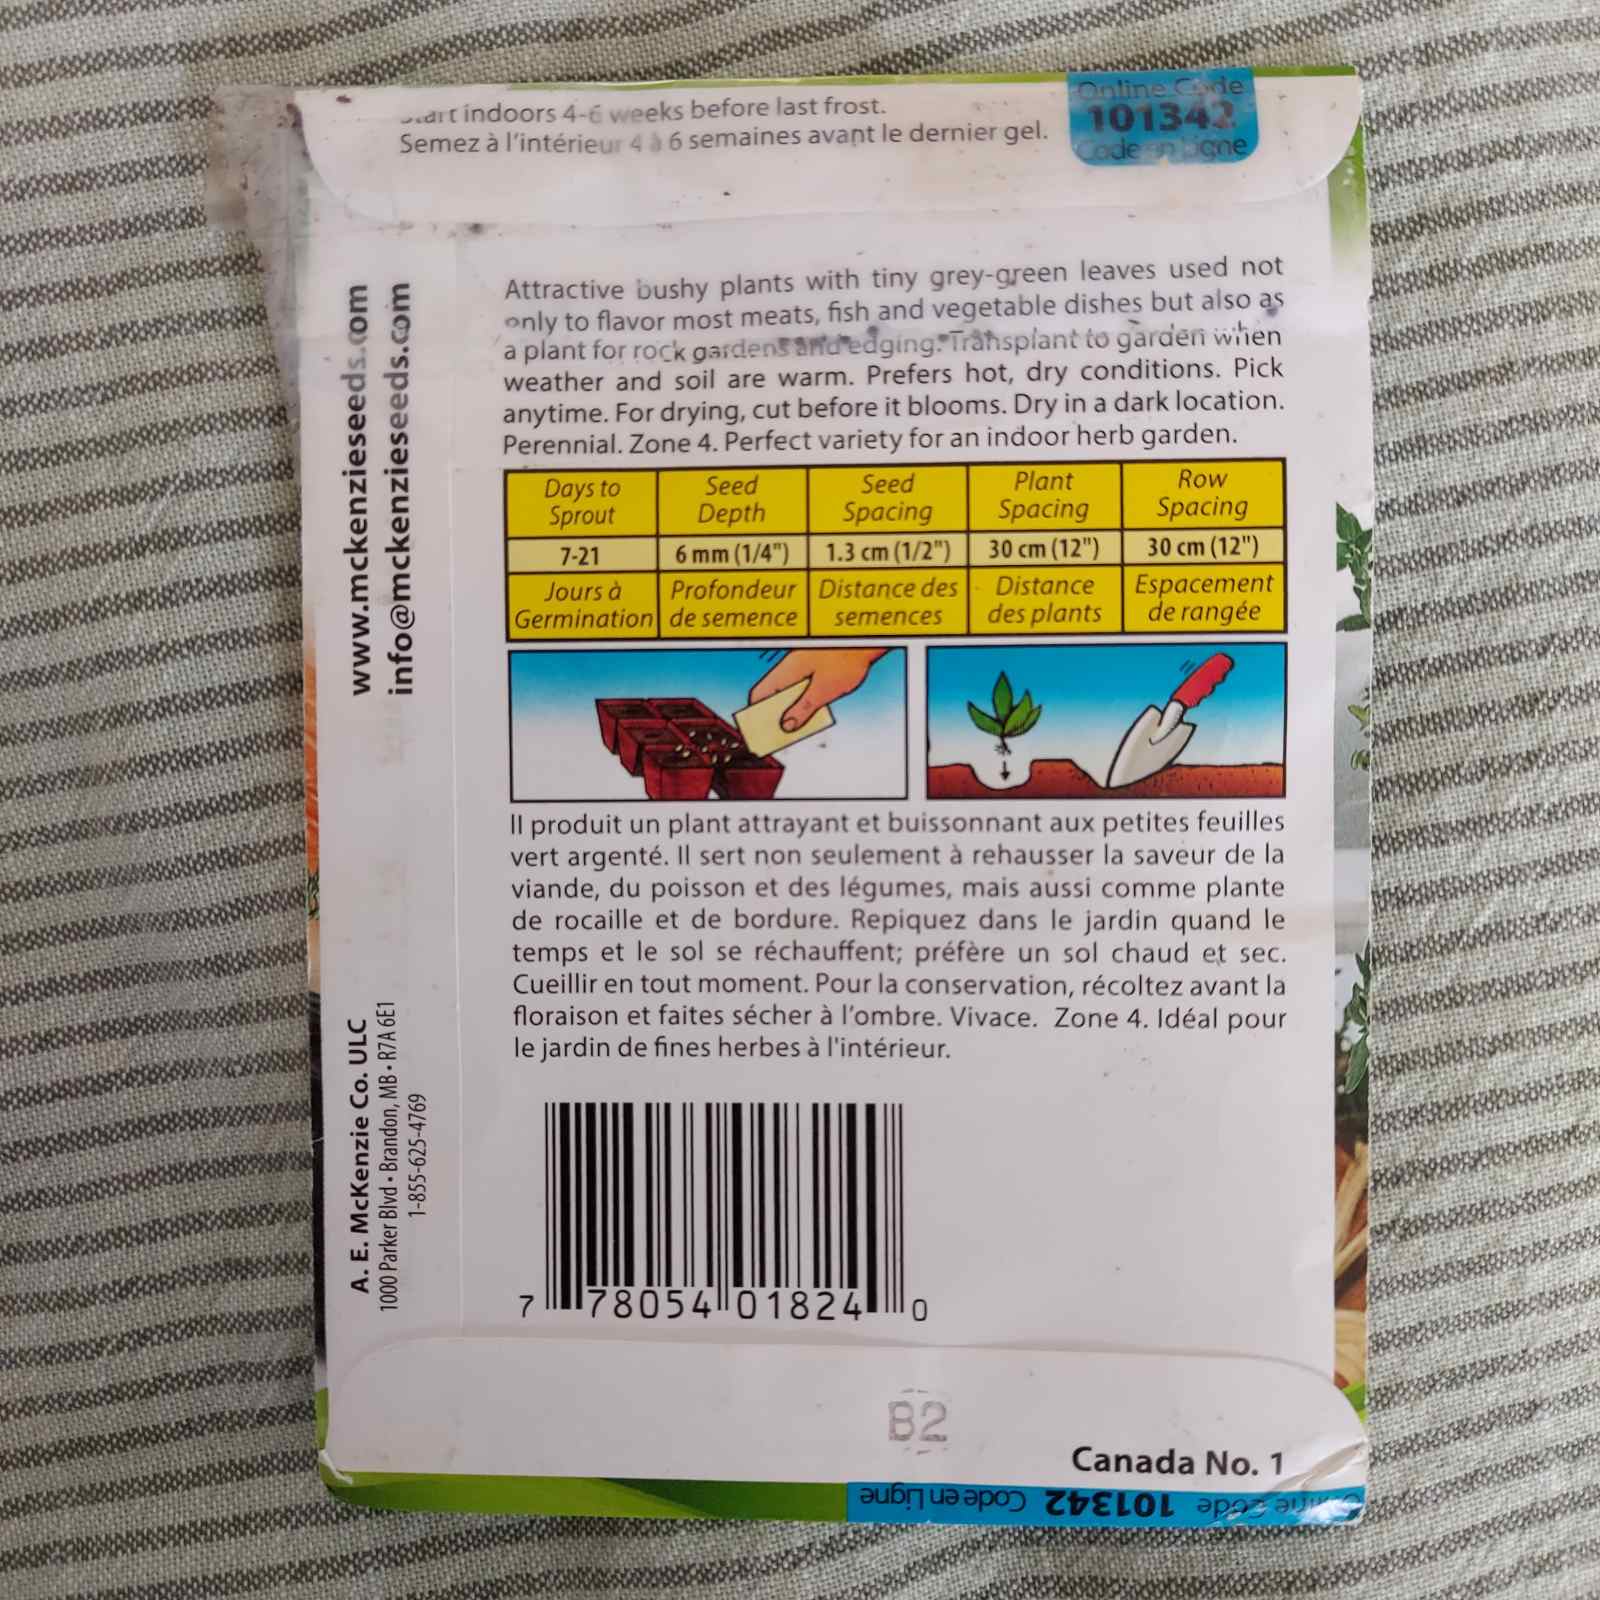 indoors 4-6 weeks before last frost.
Semez à l'intérieur 4 à 6 semaines avant le dernier gel.
Online Code
101342
Code en Ligne
www.mckenzieseeds.com
info@mckenzieseeds.com
Attractive bushy plants with tiny grey-green leaves used not
only to flavor most meats, fish and vegetable dishes but also as
a plant for rock gardens and edging. Transplant to garden when
weather and soil are warm. Prefers hot, dry conditions. Pick
anytime. For drying, cut before it blooms. Dry in a dark location.
Perennial. Zone 4. Perfect variety for an indoor herb garden.
Days to Sprout
Seed Depth
Seed Spacing
Plant Spacing
Row Spacing
7-21
6 mm (1/4")
1.3 cm (1/2")
30 cm (12")
30 cm (12")
Jours à Germination
Profondeur de semence
Distance des semences
Distance des plants
Espacement de rangée
Il produit un plant attrayant et buissonnant aux petites feuilles
vert argenté. Il sert non seulement à rehausser la saveur de la
viande, du poisson et des légumes, mais aussi comme plante
de rocaille et de bordure. Repiquez dans le jardin quand le
temps et le sol se réchauffent; préfère un sol chaud et sec.
Cueillir en tout moment. Pour la conservation, récoltez avant la
floraison et faites sécher à l'ombre. Vivace. Zone 4. Idéal pour
le jardin de fines herbes à l'intérieur.
A. E. McKenzie Co. ULC
1000 Parker Blvd • Brandon, MB • R7A 6E1
1-855-625-4769
7 78054 01824 0
B2
Canada No. 1
Online Code 101342 Code en Ligne